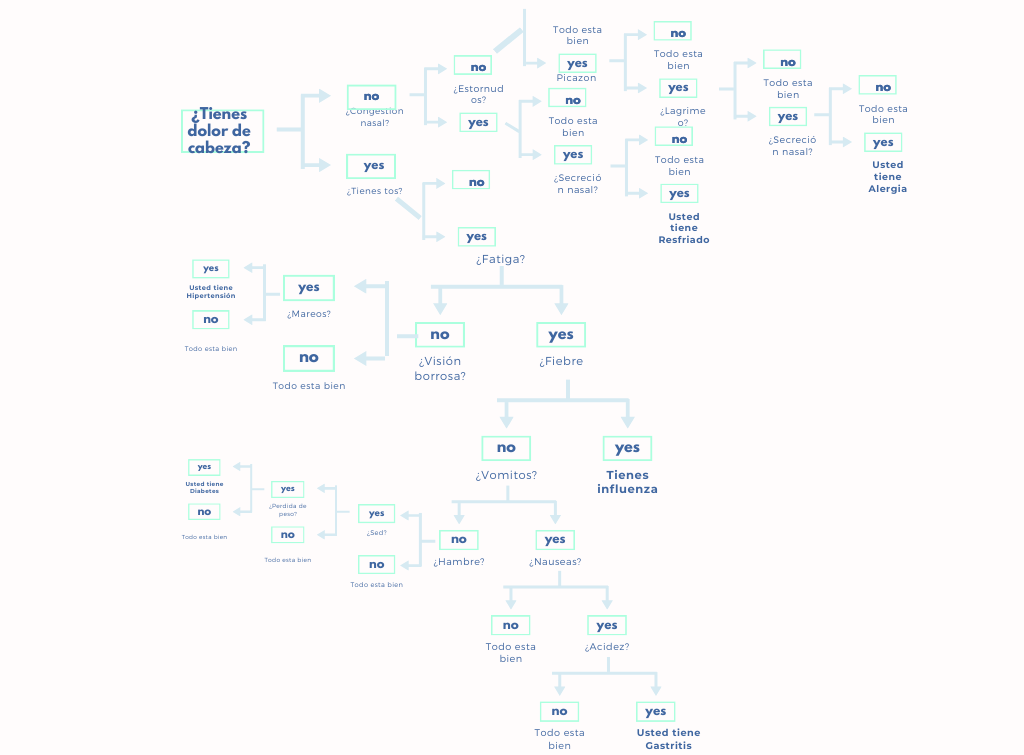 ¿Tienes
dolor de
cabeza?
no
¿Congestion
nasal?
yes
¿Tienes tos?
no
¿Estornud
os?
yes
Todo esta
bien
yes
Picazon
no
Todo esta
bien
yes
¿Lagrime
o?
no
Todo esta
bien
yes
¿Secreció
n nasal?
no
Todo esta
bien
yes
Usted
tiene
Alergia
no
Todo esta
bien
yes
¿Secreció
n nasal?
no
Todo esta
bien
yes
Usted
tiene
Resfriado
no
yes
¿Fatiga?
no
¿Visión
borrosa?
yes
¿Fiebre
yes
¿Mareos?
no
Todo esta bien
yes
Usted tiene
Hipertensión
no
Todo esta bien
no
¿Vomitos?
yes
Tienes
influenza
no
¿Hambre?
yes
¿Nauseas?
yes
¿Sed?
no
Todo esta bien
yes
¿Perdida de
peso?
no
Todo esta bien
yes
Usted tiene
Diabetes
no
Todo esta bien
no
Todo esta
bien
yes
¿Acidez?
no
Todo esta
bien
yes
Usted tiene
Gastritis